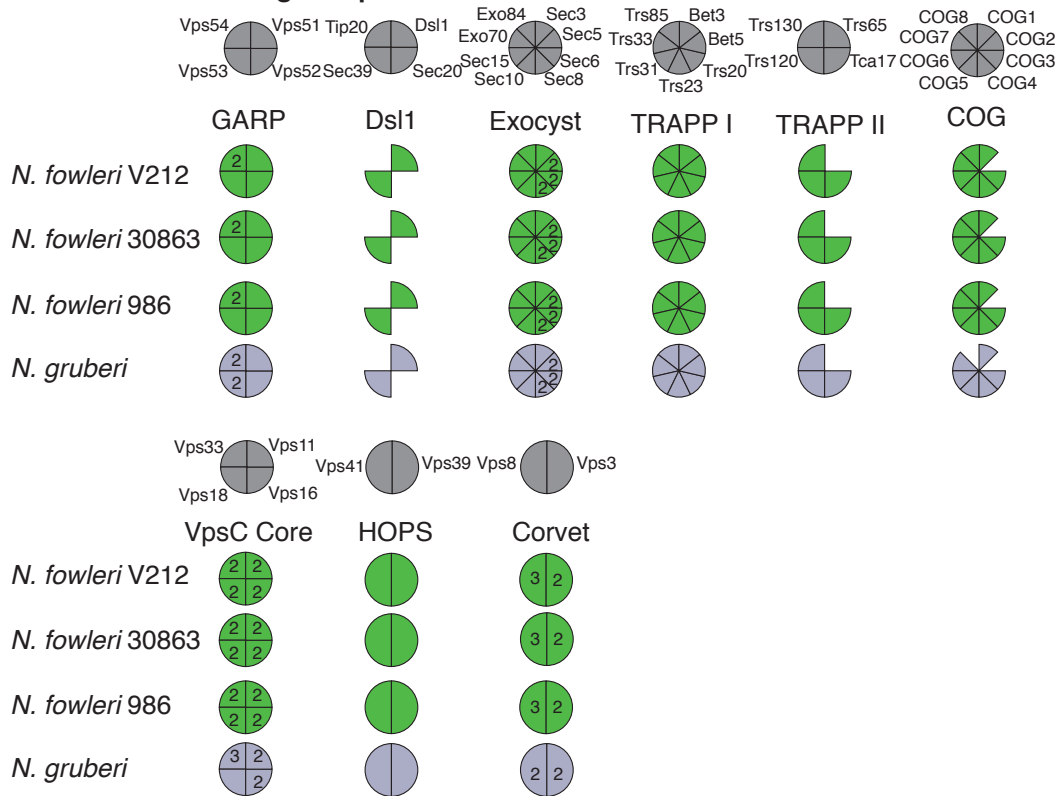 Vps54 Vps51 Tip20 Dsl1 Exo84 Sec3 Trs85 Bet3 Trs130 Trs65 COG8 COG1
Exo70 Sec5 Trs33 Bet5 COG7 COG2
Vps53 Vps52 Sec39 Sec20 Sec15 Sec6 Trs31 Trs20 Trs120 Tca17 COG6 COG3
Sec10 Sec8 Trs23 COG5 COG4
GARP Dsl1 Exocyst TRAPP I TRAPP II COG
N. fowleri V212 2 2 2 2
N. fowleri 30863 2 2 2 2
N. fowleri 986 2 2 2 2
N. gruberi 2 2 2 2 2
Vps33 Vps11 Vps41 Vps39 Vps8 Vps3
Vps18 Vps16
VpsC Core HOPS Corvet
N. fowleri V212 2 2 2 2 3 2
N. fowleri 30863 2 2 2 2 3 2
N. fowleri 986 2 2 2 2 3 2
N. gruberi 3 2 2 2 2